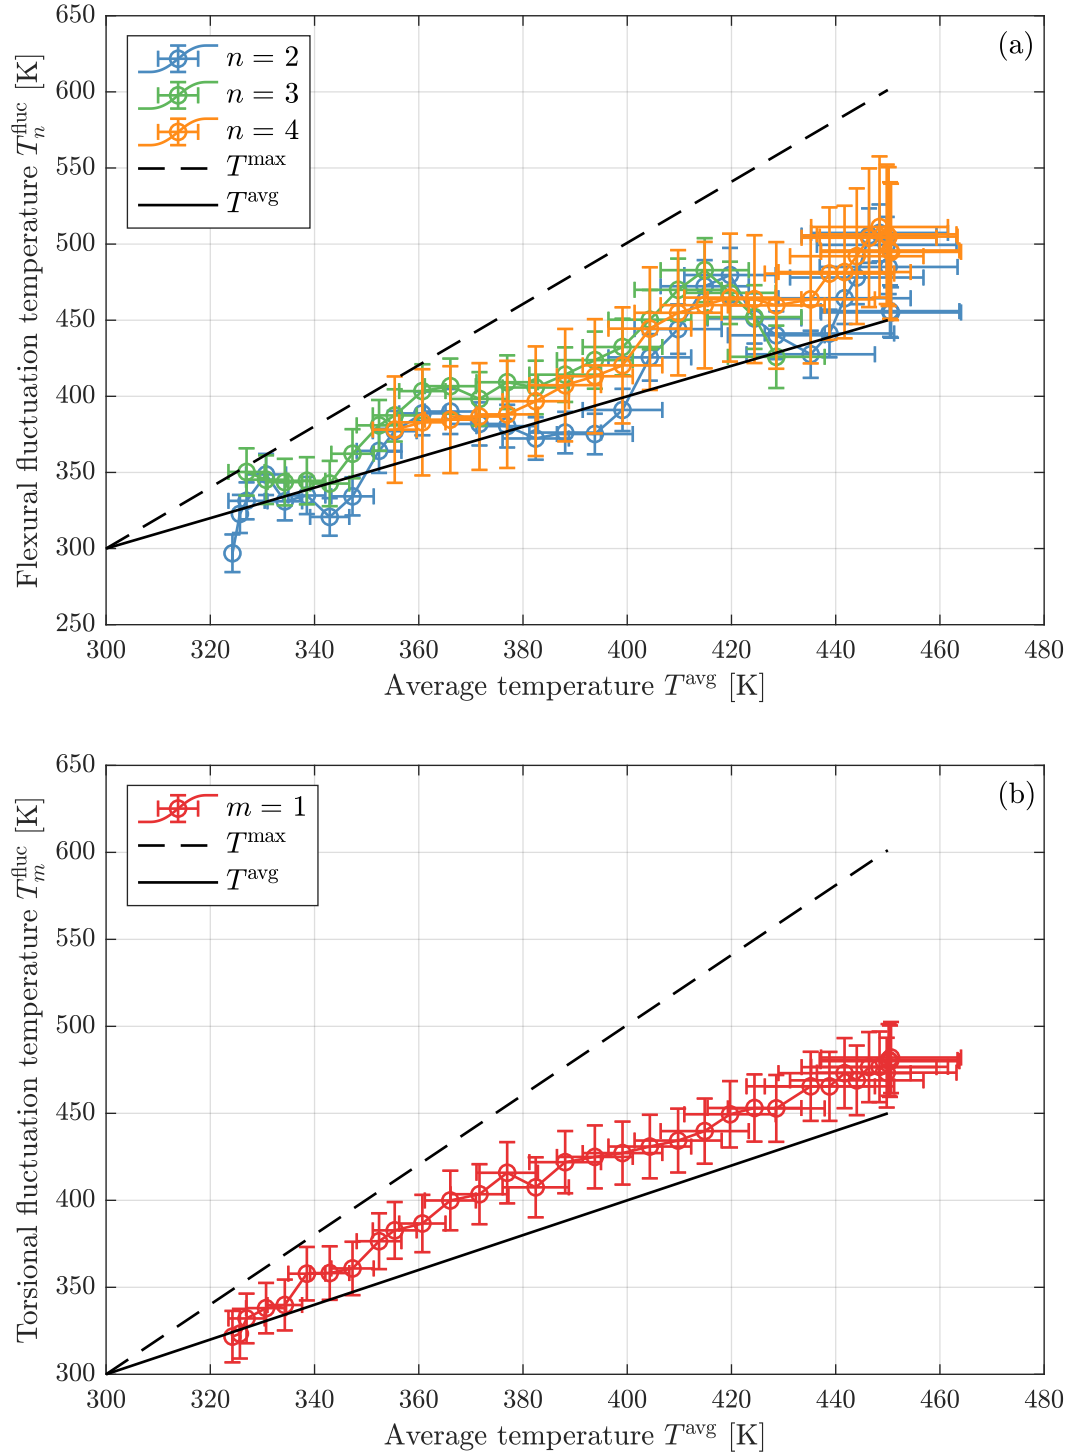 (a)
n = 2
n = 3
n = 4
T^max
T^avg
Flexural fluctuation temperature T_n^fluc [K]
650
600
550
500
450
400
350
300
250
300 320 340 360 380 400 420 440 460 480
Average temperature T^avg [K]
(b)
m = 1
T^max
T^avg
Torsional fluctuation temperature T_m^fluc [K]
650
600
550
500
450
400
350
300
300 320 340 360 380 400 420 440 460 480
Average temperature T^avg [K]